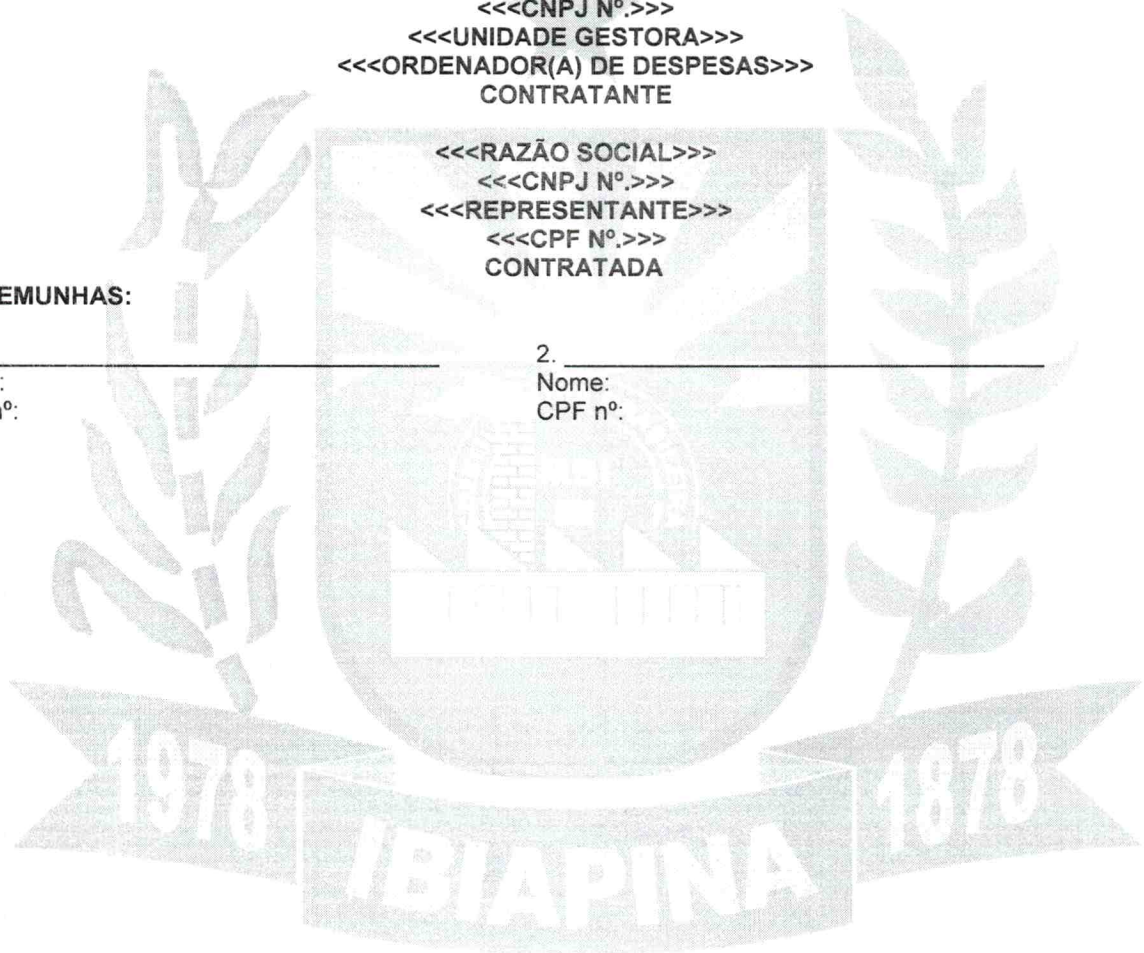 <<<CNPJ Nº.>>>
<<<UNIDADE GESTORA>>>
<<<ORDENADOR(A) DE DESPESAS>>>
CONTRATANTE
<<<RAZÃO SOCIAL>>>
<<<CNPJ Nº.>>>
<<<REPRESENTANTE>>>
<<<CPF Nº.>>>
CONTRATADA
EMUNHAS:
2.
: Nome:
nº: CPF nº:
1978 1878
IBIAPINA